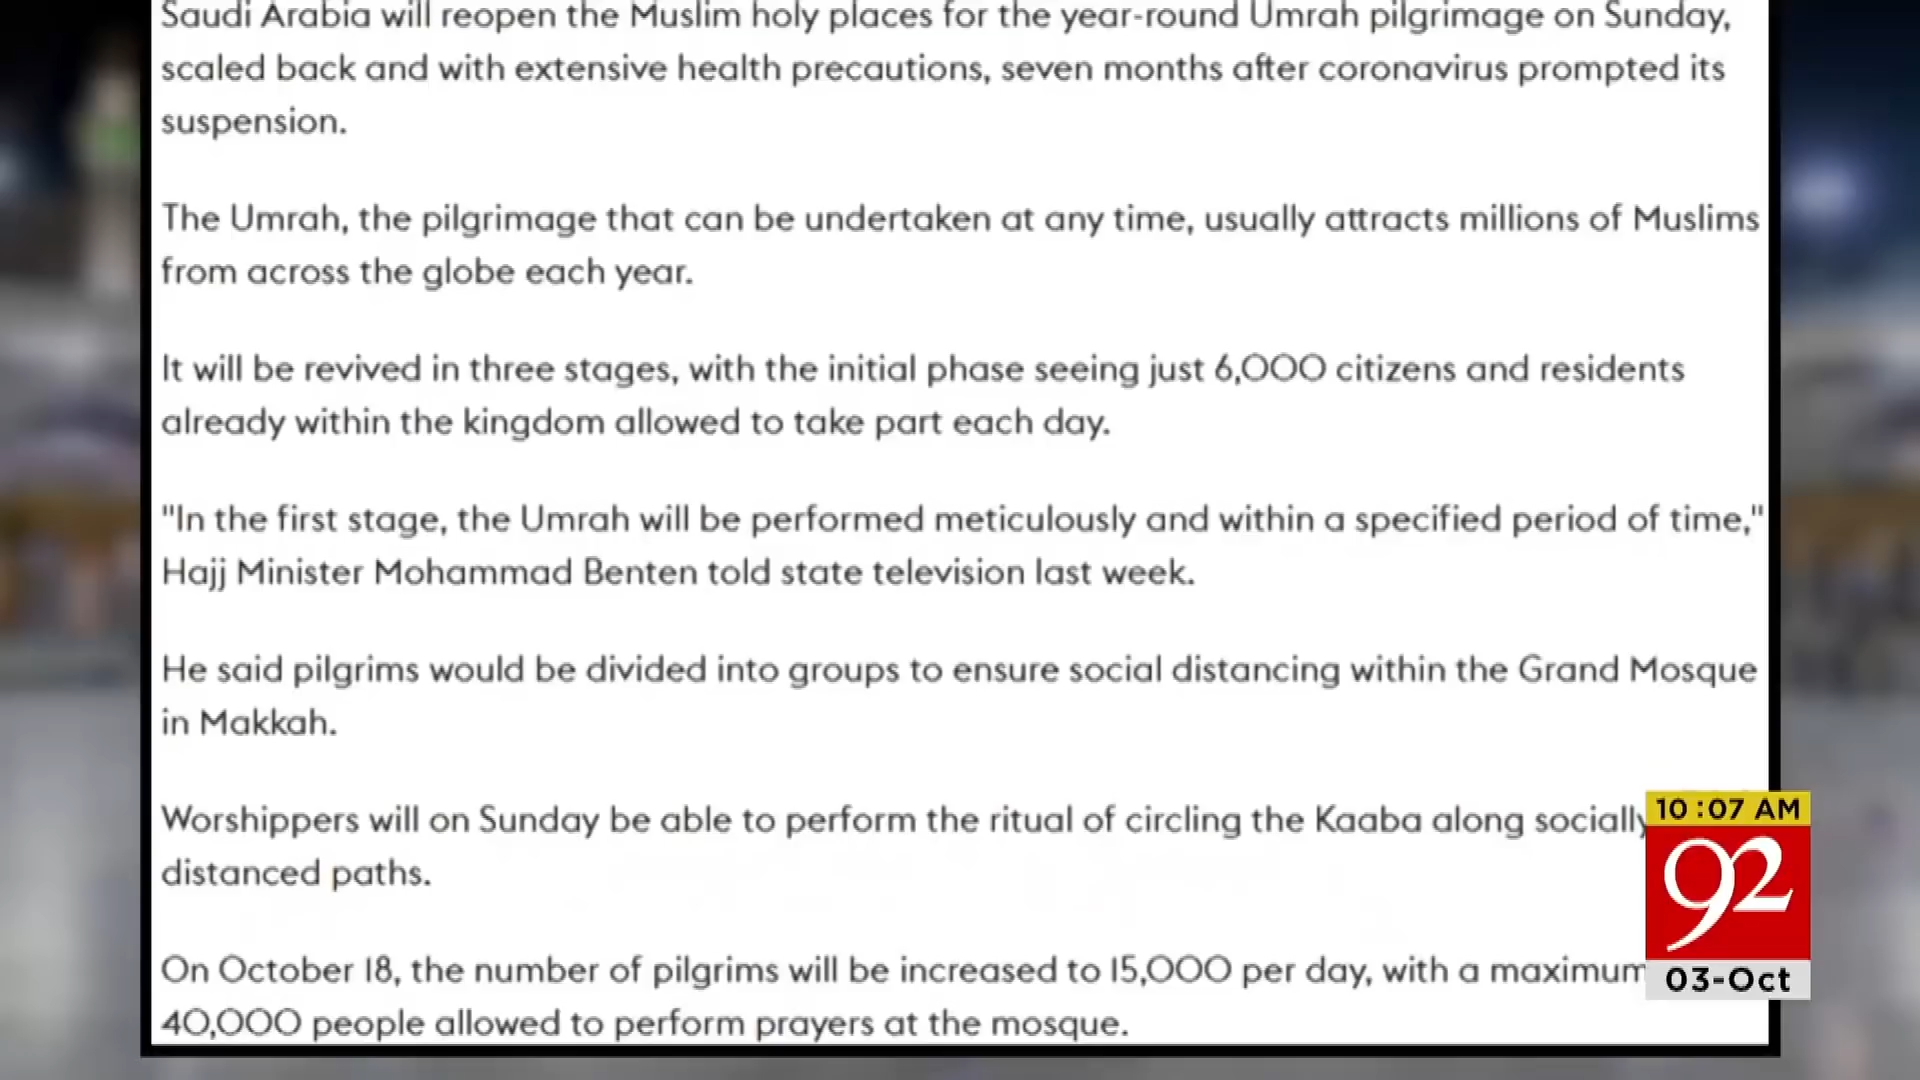 Saudi Arabia will reopen the Muslim holy places for the year-round Umrah pilgrimage on Sunday,
scaled back and with extensive health precautions, seven months after coronavirus prompted its
suspension.
The Umrah, the pilgrimage that can be undertaken at any time, usually attracts millions of Muslims
from across the globe each year.
It will be revived in three stages, with the initial phase seeing just 6,000 citizens and residents
already within the kingdom allowed to take part each day.
"In the first stage, the Umrah will be performed meticulously and within a specified period of time,"
Hajj Minister Mohammad Benten told state television last week.
He said pilgrims would be divided into groups to ensure social distancing within the Grand Mosque
in Makkah.
Worshippers will on Sunday be able to perform the ritual of circling the Kaaba along socially
distanced paths.
On October 18, the number of pilgrims will be increased to 15,000 per day, with a maximum
40,000 people allowed to perform prayers at the mosque.
10:07 AM
92
03-Oct